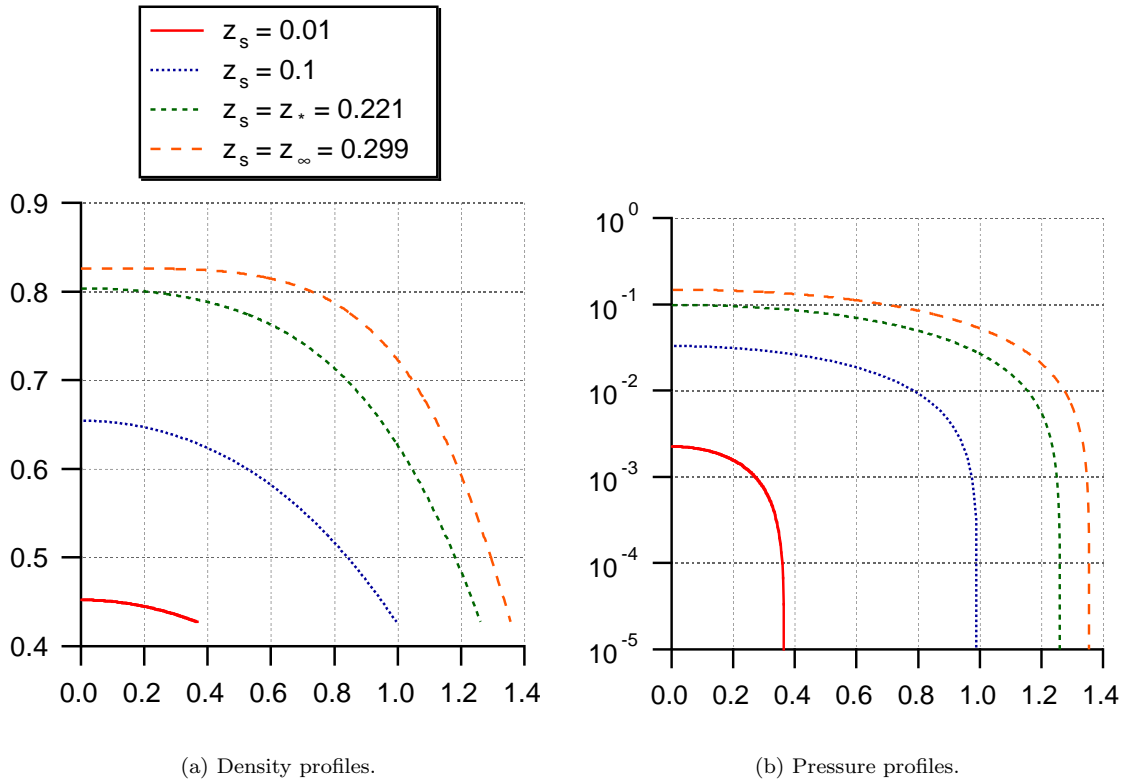 z_s = 0.01
z_s = 0.1
z_s = z_* = 0.221
z_s = z_∞ = 0.299
0.9
0.8
0.7
0.6
0.5
0.4
0.0 0.2 0.4 0.6 0.8 1.0 1.2 1.4
10^0
10^-1
10^-2
10^-3
10^-4
10^-5
0.0 0.2 0.4 0.6 0.8 1.0 1.2 1.4
(a) Density profiles.
(b) Pressure profiles.